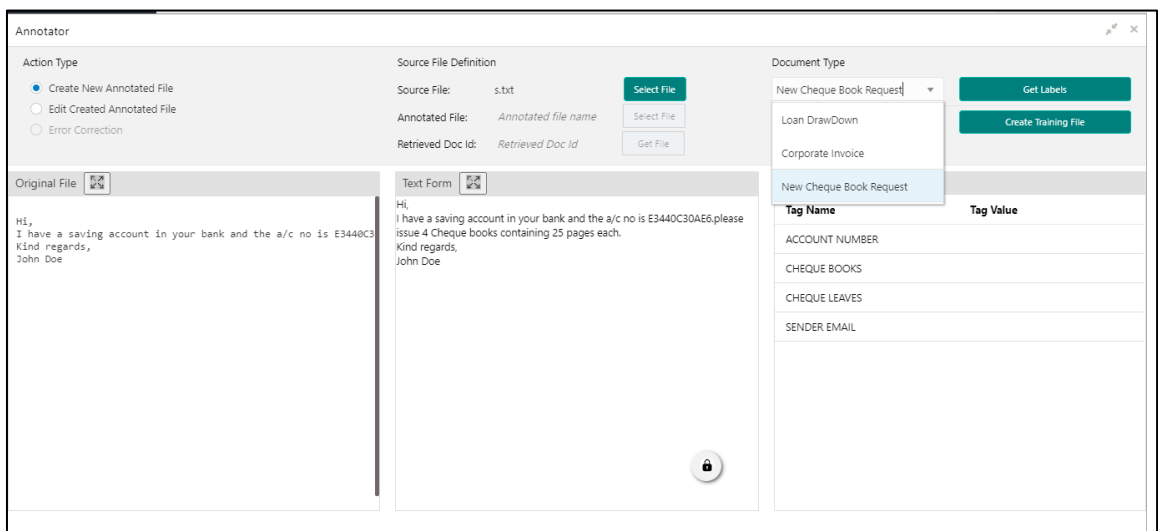 Annotator
Action Type
Create New Annotated File
Edit Created Annotated File
Error Correction
Source File Definition
Source File: s.txt Select File
Annotated File: Annotated file name Select File
Retrieved Doc Id: Retrieved Doc Id Get File
Document Type
New Cheque Book Request
Loan DrawDown
Corporate Invoice
New Cheque Book Request
Get Labels
Create Training File
Original File
Hi,
I have a saving account in your bank and the a/c no is E3440C3
Kind regards,
John Doe
Text Form
Hi,
I have a saving account in your bank and the a/c no is E3440C30AE6.please
issue 4 Cheque books containing 25 pages each.
Kind regards,
John Doe
Tag Name Tag Value
ACCOUNT NUMBER
CHEQUE BOOKS
CHEQUE LEAVES
SENDER EMAIL